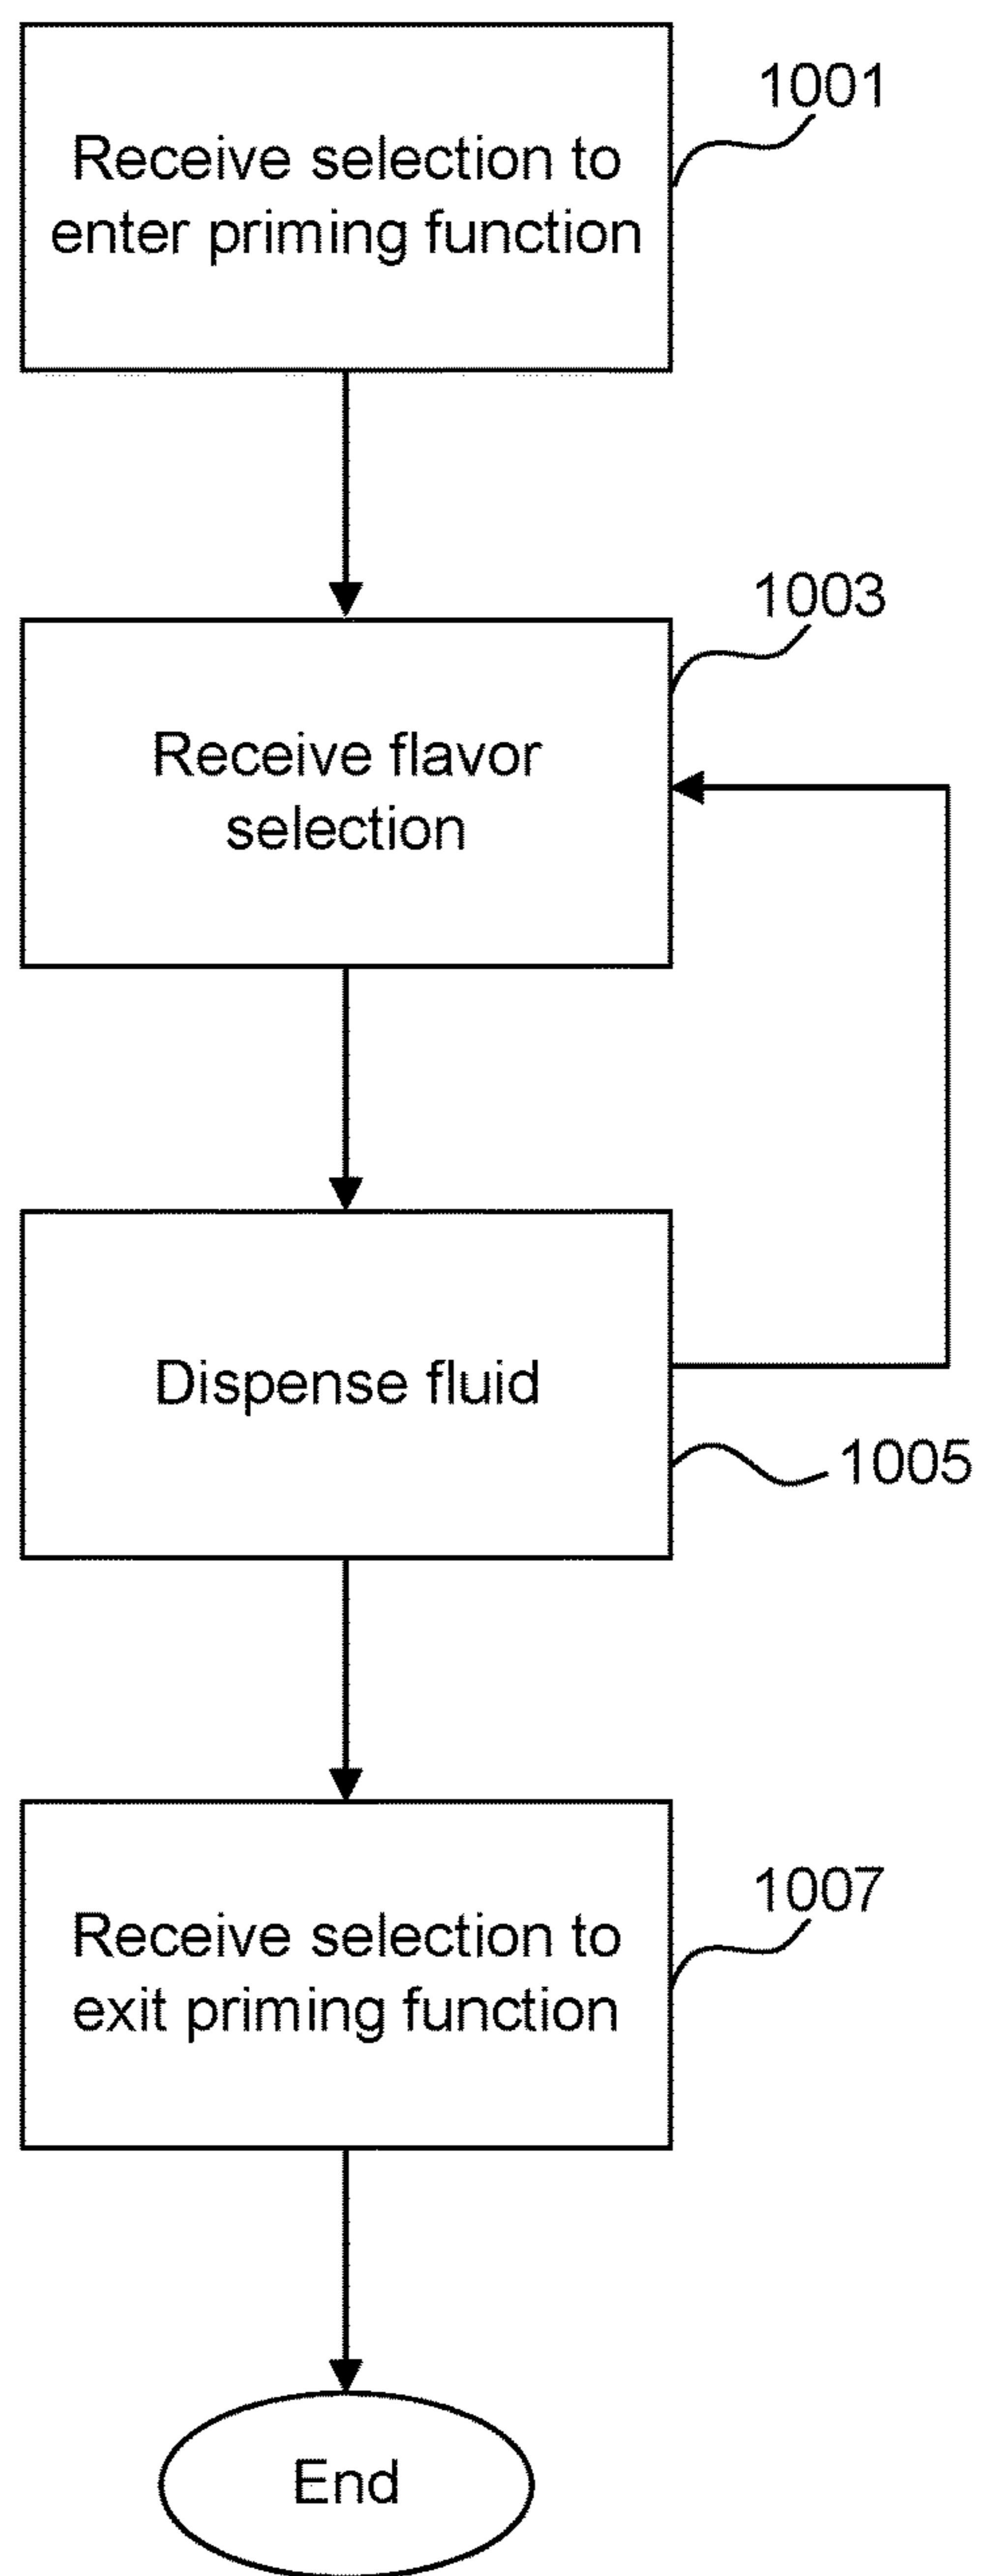 1001
Receive selection to
enter priming function
1003
Receive flavor
selection
Dispense fluid
1005
1007
Receive selection to
exit priming function
End